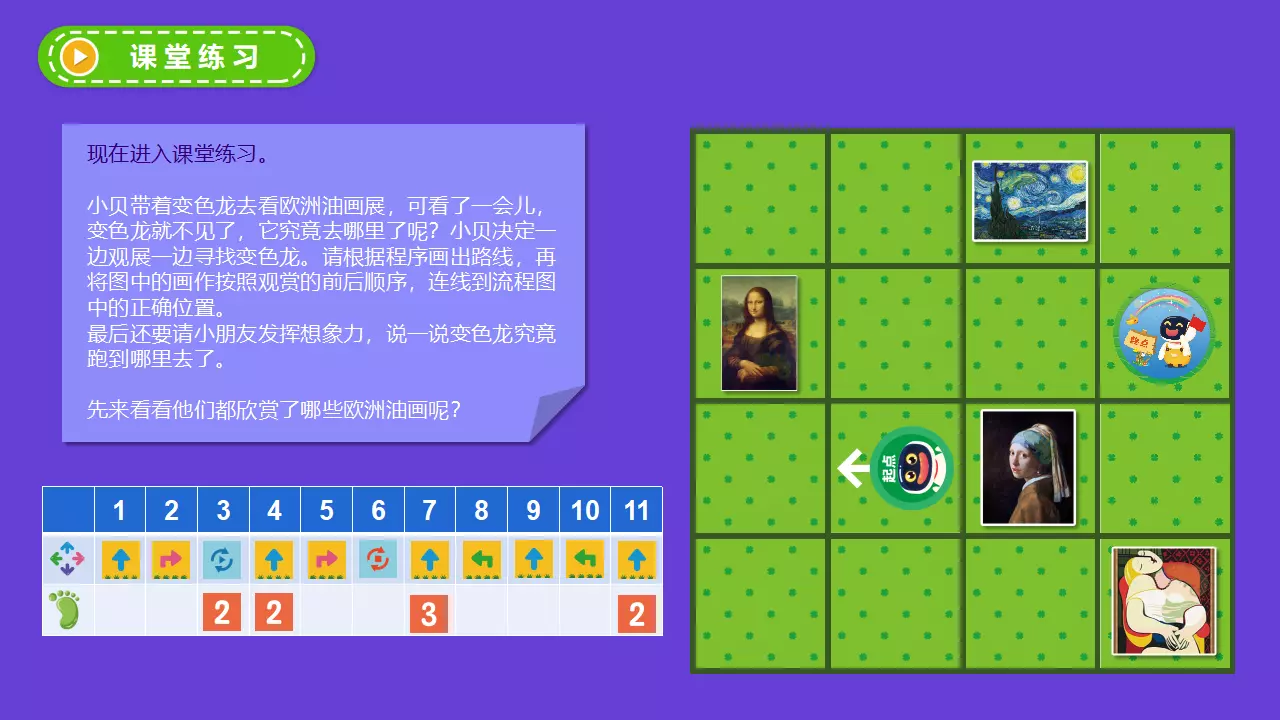 课堂练习
现在进入课堂练习。
小贝带着变色龙去看欧洲油画展，可看了一会儿，
变色龙就不见了，它究竟去哪里了呢？小贝决定一
边观展一边寻找变色龙。请根据程序画出路线，再
将图中的画作按照观赏的前后顺序，连线到流程图
中的正确位置。
最后还要请小朋友发挥想象力，说一说变色龙究竟
跑到哪里去了。
先来看看他们都欣赏了哪些欧洲油画呢？
终点
起点
1 2 3 4 5 6 7 8 9 10 11
2 2 3 2